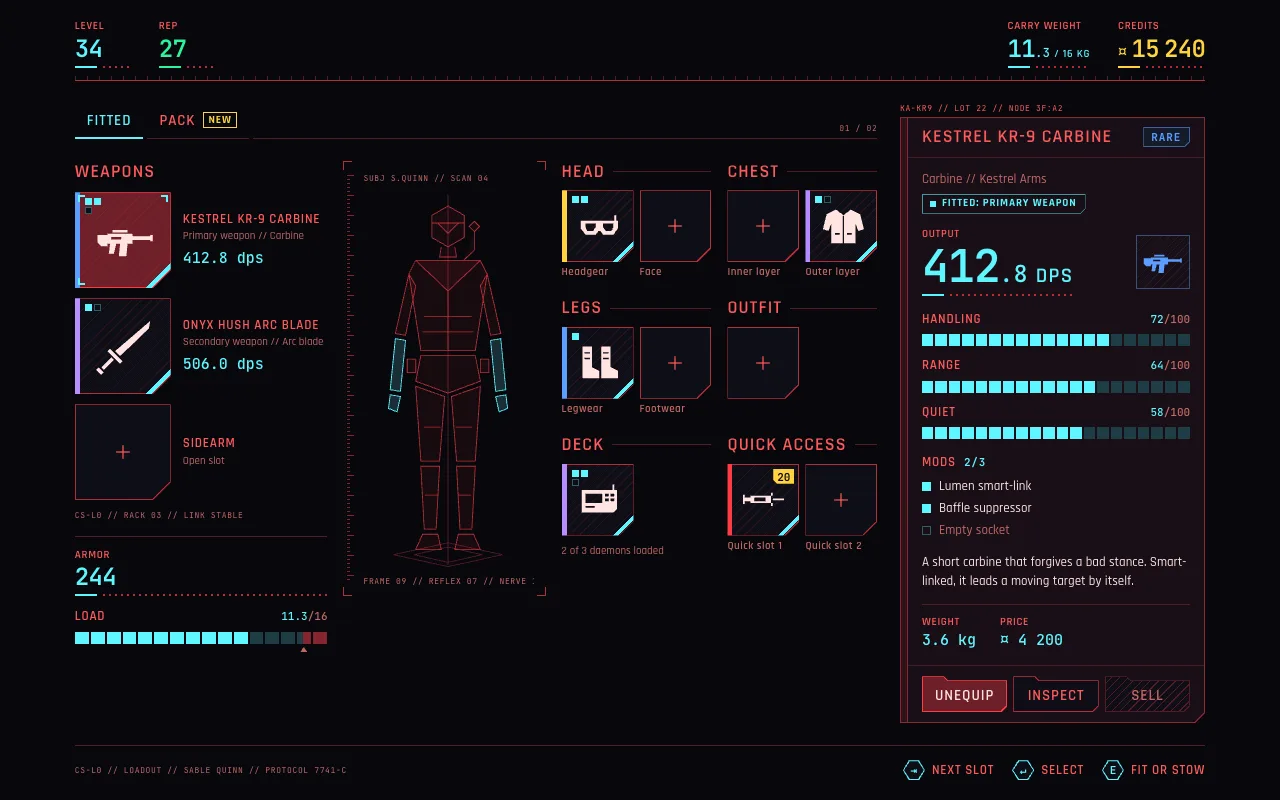 LEVEL
34
REP
27
CARRY WEIGHT
11.3 / 16 KG
CREDITS
¤ 15 240
FITTED
PACK NEW
01 / 02
WEAPONS
KESTREL KR-9 CARBINE
Primary weapon // Carbine
412.8 dps
ONYX HUSH ARC BLADE
Secondary weapon // Arc blade
506.0 dps
SIDEARM
Open slot
CS-L0 // RACK 03 // LINK STABLE
ARMOR
244
LOAD 11.3/16
SUBJ S.QUINN // SCAN 04
FRAME 09 // REFLEX 07 // NERVE
HEAD
Headgear
Face
CHEST
Inner layer
Outer layer
LEGS
Legwear
Footwear
OUTFIT
DECK
2 of 3 daemons loaded
QUICK ACCESS
20
Quick slot 1
Quick slot 2
KA-KR9 // LOT 22 // NODE 3F:A2
KESTREL KR-9 CARBINE RARE
Carbine // Kestrel Arms
FITTED: PRIMARY WEAPON
OUTPUT
412.8 DPS
HANDLING 72/100
RANGE 64/100
QUIET 58/100
MODS 2/3
Lumen smart-link
Baffle suppressor
Empty socket
A short carbine that forgives a bad stance. Smart-
linked, it leads a moving target by itself.
WEIGHT
3.6 kg
PRICE
¤ 4 200
UNEQUIP
INSPECT
SELL
CS-L0 // LOADOUT // SABLE QUINN // PROTOCOL 7741-C
⇥ NEXT SLOT
↵ SELECT
E FIT OR STOW